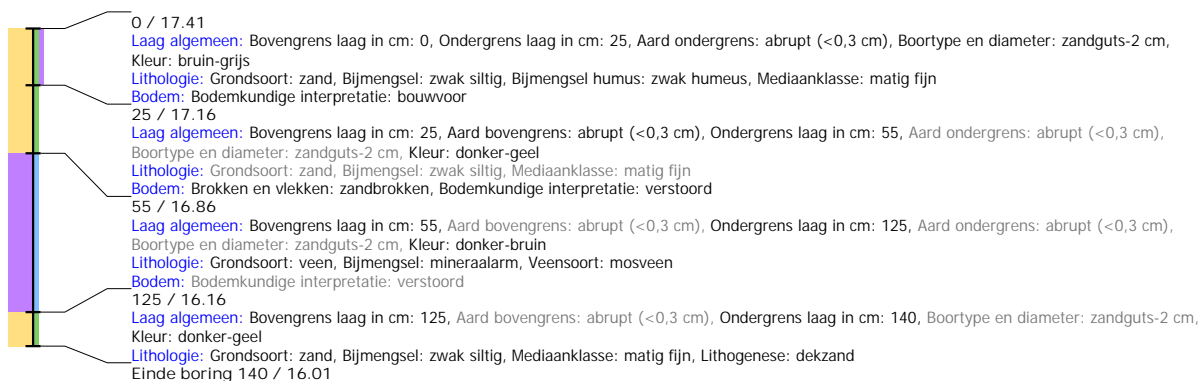 0 / 17.41
Laag algemeen: Bovengrens laag in cm: 0, Ondergrens laag in cm: 25, Aard ondergrens: abrupt (<0,3 cm), Boortype en diameter: zandguts-2 cm,
Kleur: bruin-grijs
Lithologie: Grondsoort: zand, Bijmengsel: zwak siltig, Bijmengsel humus: zwak humeus, Mediaanklasse: matig fijn
Bodem: Bodemkundige interpretatie: bouwvoor
25 / 17.16
Laag algemeen: Bovengrens laag in cm: 25, Aard bovengrens: abrupt (<0,3 cm), Ondergrens laag in cm: 55, Aard ondergrens: abrupt (<0,3 cm),
Boortype en diameter: zandguts-2 cm, Kleur: donker-geel
Lithologie: Grondsoort: zand, Bijmengsel: zwak siltig, Mediaanklasse: matig fijn
Bodem: Brokken en vlekken: zandbrokken, Bodemkundige interpretatie: verstoord
55 / 16.86
Laag algemeen: Bovengrens laag in cm: 55, Aard bovengrens: abrupt (<0,3 cm), Ondergrens laag in cm: 125, Aard ondergrens: abrupt (<0,3 cm),
Boortype en diameter: zandguts-2 cm, Kleur: donker-bruin
Lithologie: Grondsoort: veen, Bijmengsel: mineraalarm, Veensoort: mosveen
Bodem: Bodemkundige interpretatie: verstoord
125 / 16.16
Laag algemeen: Bovengrens laag in cm: 125, Aard bovengrens: abrupt (<0,3 cm), Ondergrens laag in cm: 140, Boortype en diameter: zandguts-2 cm,
Kleur: donker-geel
Lithologie: Grondsoort: zand, Bijmengsel: zwak siltig, Mediaanklasse: matig fijn, Lithogenese: dekzand
Einde boring 140 / 16.01